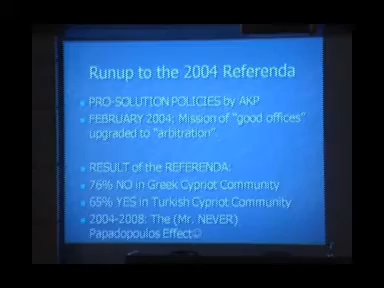 Runup to the 2004 Referenda
PRO-SOLUTION POLICIES by AKP
FEBRUARY 2004: Mission of "good offices"
upgraded to "arbitration".
RESULT of the REFERENDA:
76% NO in Greek Cypriot Community
65% YES in Turkish Cypriot Community
2004-2008: The (Mr. NEVER)
Papadopoulos Effect☺